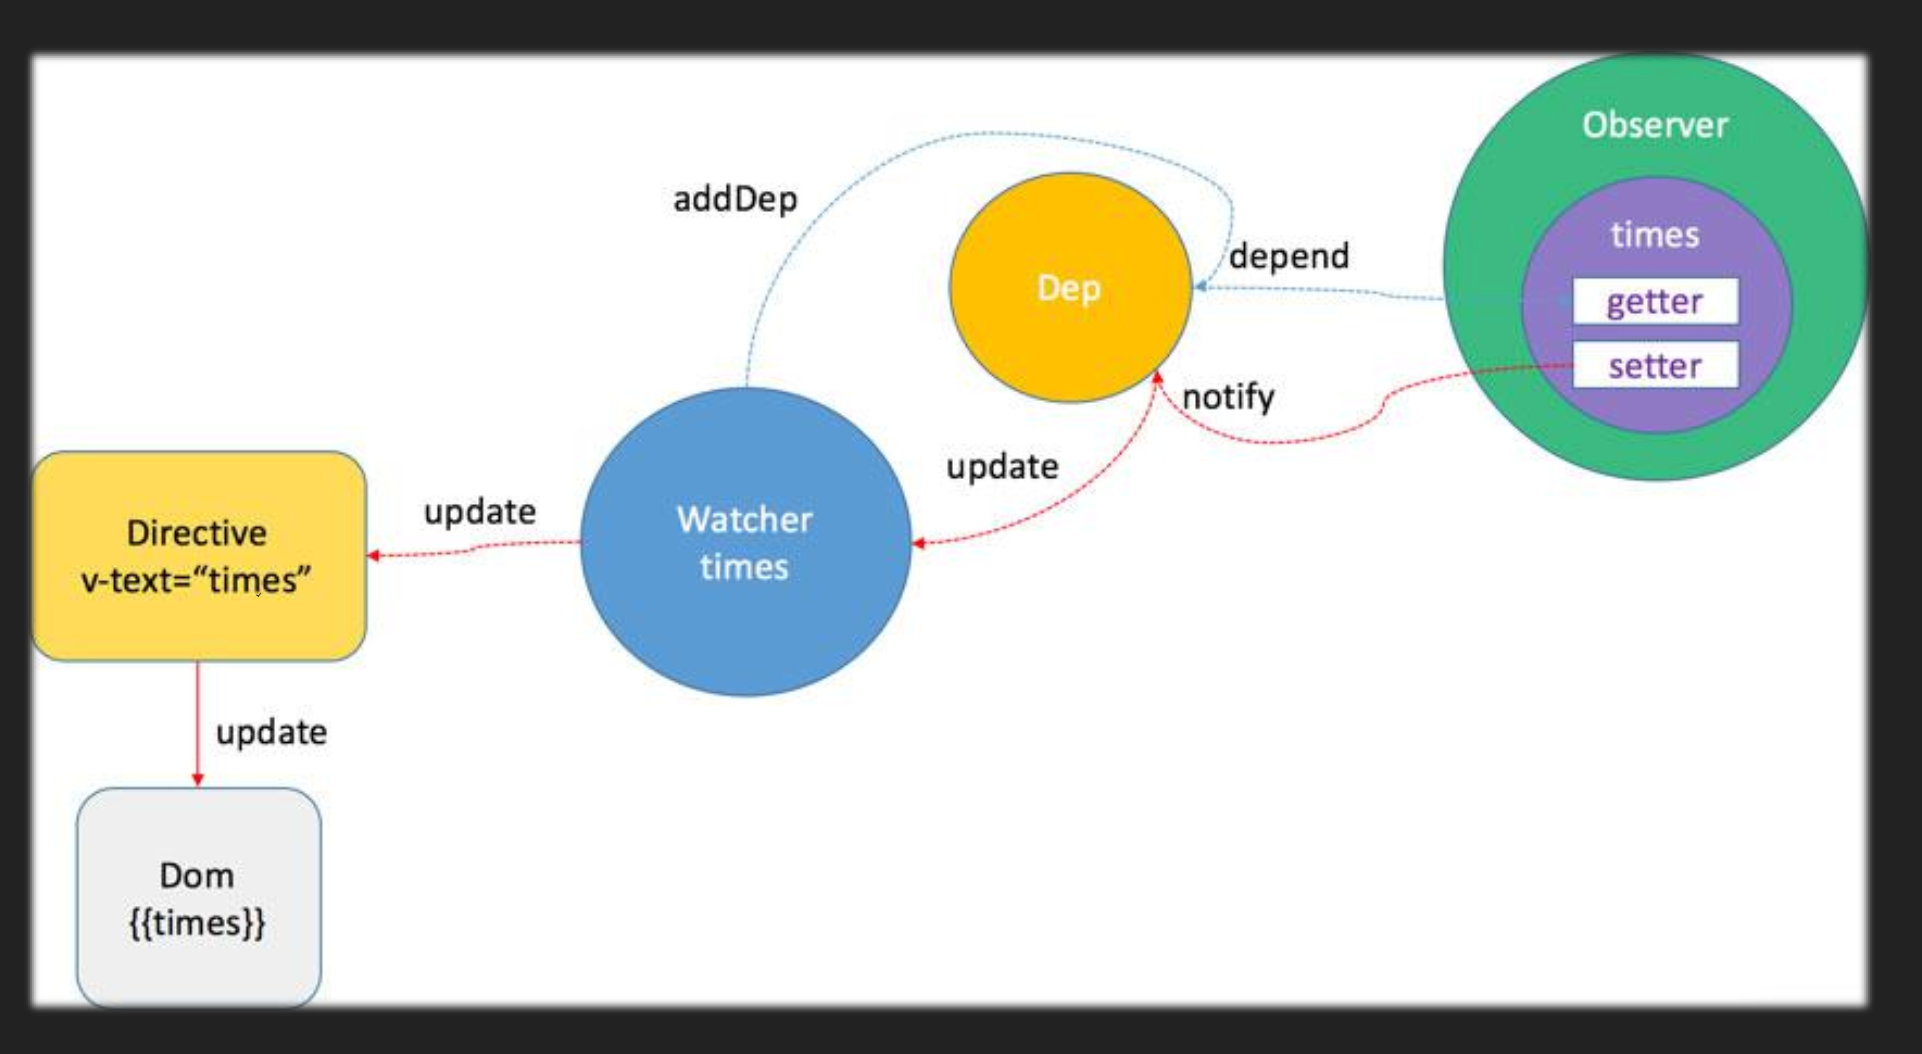 Observer
addDep
times
depend
Dep
getter
setter
notify
update
update
Watcher
times
Directive
v-text=“times”
update
Dom
{{times}}